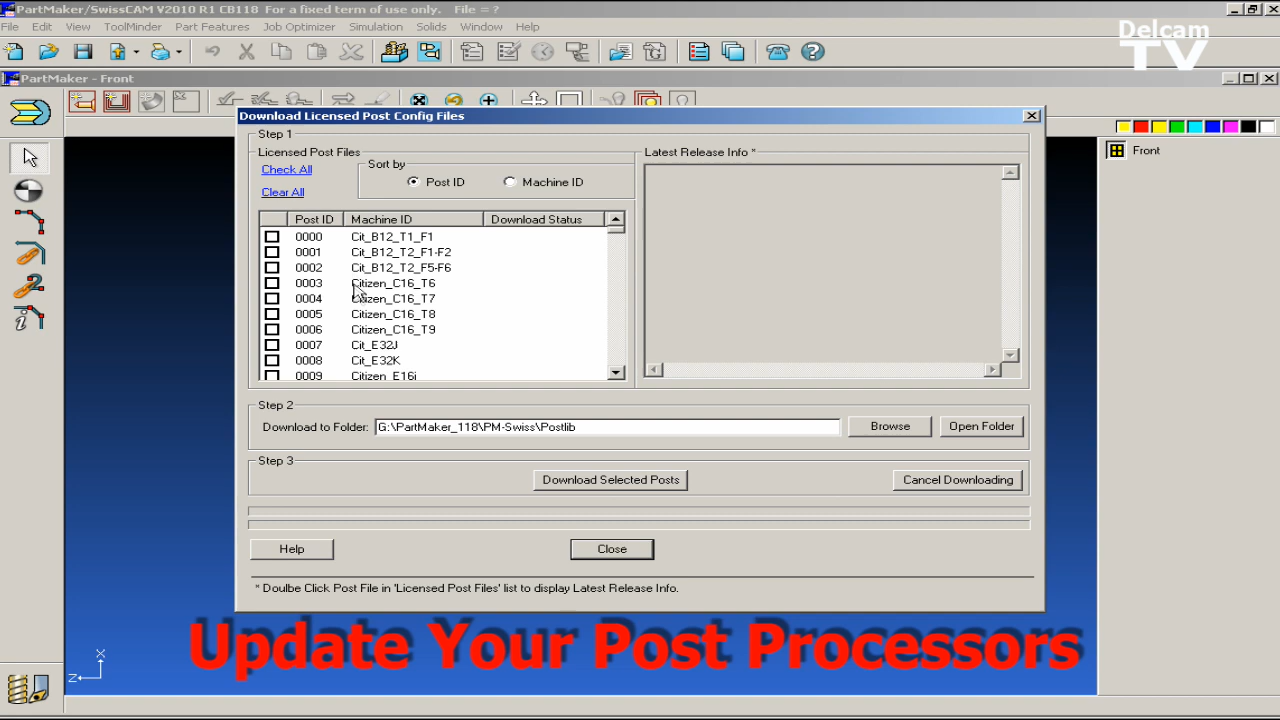 PartMaker/SwissCAM V2010 R1 CB118 For a fixed term of use only. File = ?
File Edit View ToolMinder Part Features Job Optimizer Simulation Solids Window Help
Delcam
TV
PartMaker - Front
Download Licensed Post Config Files
Step 1
Licensed Post Files
Sort by
Latest Release Info *
Check All
Clear All
Post ID
Machine ID
Post ID Machine ID Download Status
0000 Cit_B12_T1_F1
0001 Cit_B12_T2_F1-F2
0002 Cit_B12_T2_F5-F6
0003 Citizen_C16_T6
0004 Citizen_C16_T7
0005 Citizen_C16_T8
0006 Citizen_C16_T9
0007 Cit_E32J
0008 Cit_E32K
0009 Citizen_E16i
Front
Step 2
Download to Folder: G:\PartMaker_118\PM-Swiss\Postlib Browse Open Folder
Step 3
Download Selected Posts Cancel Downloading
Help Close
* Doulbe Click Post File in 'Licensed Post Files' list to display Latest Release Info.
Update Your Post Processors
X
Z